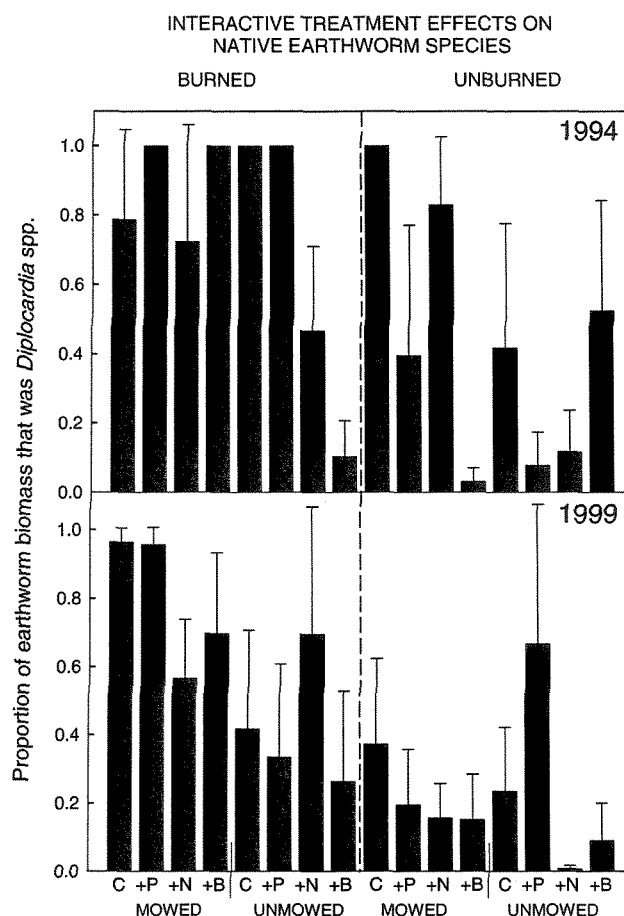 INTERACTIVE TREATMENT EFFECTS ON
NATIVE EARTHWORM SPECIES
BURNED UNBURNED
Proportion of earthworm biomass that was Diplocardia spp.
1994
1.0
0.8
0.6
0.4
0.2
0.0
1999
1.0
0.8
0.6
0.4
0.2
0.0
C +P +N +B C +P +N +B C +P +N +B C +P +N +B
MOWED UNMOWED MOWED UNMOWED